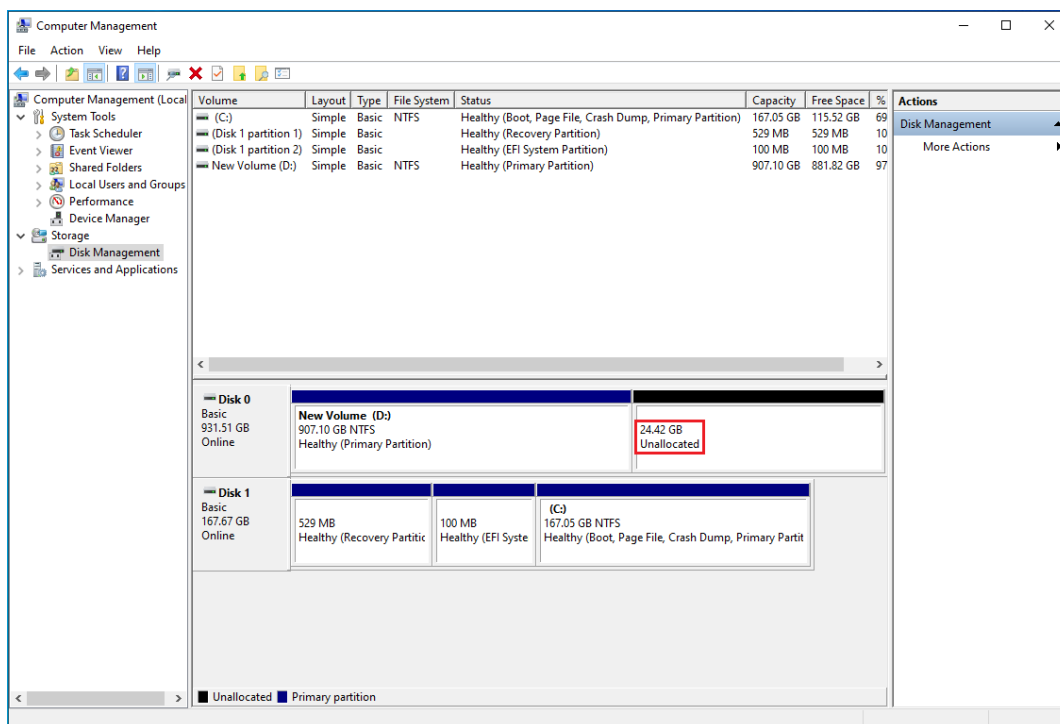 Computer Management
File Action View Help
Computer Management (Local
System Tools
Task Scheduler
Event Viewer
Shared Folders
Local Users and Groups
Performance
Device Manager
Storage
Disk Management
Services and Applications
Volume Layout Type File System Status Capacity Free Space %
(C:) Simple Basic NTFS Healthy (Boot, Page File, Crash Dump, Primary Partition) 167.05 GB 115.52 GB 69
(Disk 1 partition 1) Simple Basic Healthy (Recovery Partition) 529 MB 529 MB 10
(Disk 1 partition 2) Simple Basic Healthy (EFI System Partition) 100 MB 100 MB 10
New Volume (D:) Simple Basic NTFS Healthy (Primary Partition) 907.10 GB 881.82 GB 97
Disk 0
Basic
931.51 GB
Online
New Volume (D:)
907.10 GB NTFS
Healthy (Primary Partition)
24.42 GB
Unallocated
Disk 1
Basic
167.67 GB
Online
529 MB
Healthy (Recovery Partitic
100 MB
Healthy (EFI Syste
(C:)
167.05 GB NTFS
Healthy (Boot, Page File, Crash Dump, Primary Partit
Unallocated Primary partition
Actions
Disk Management
More Actions